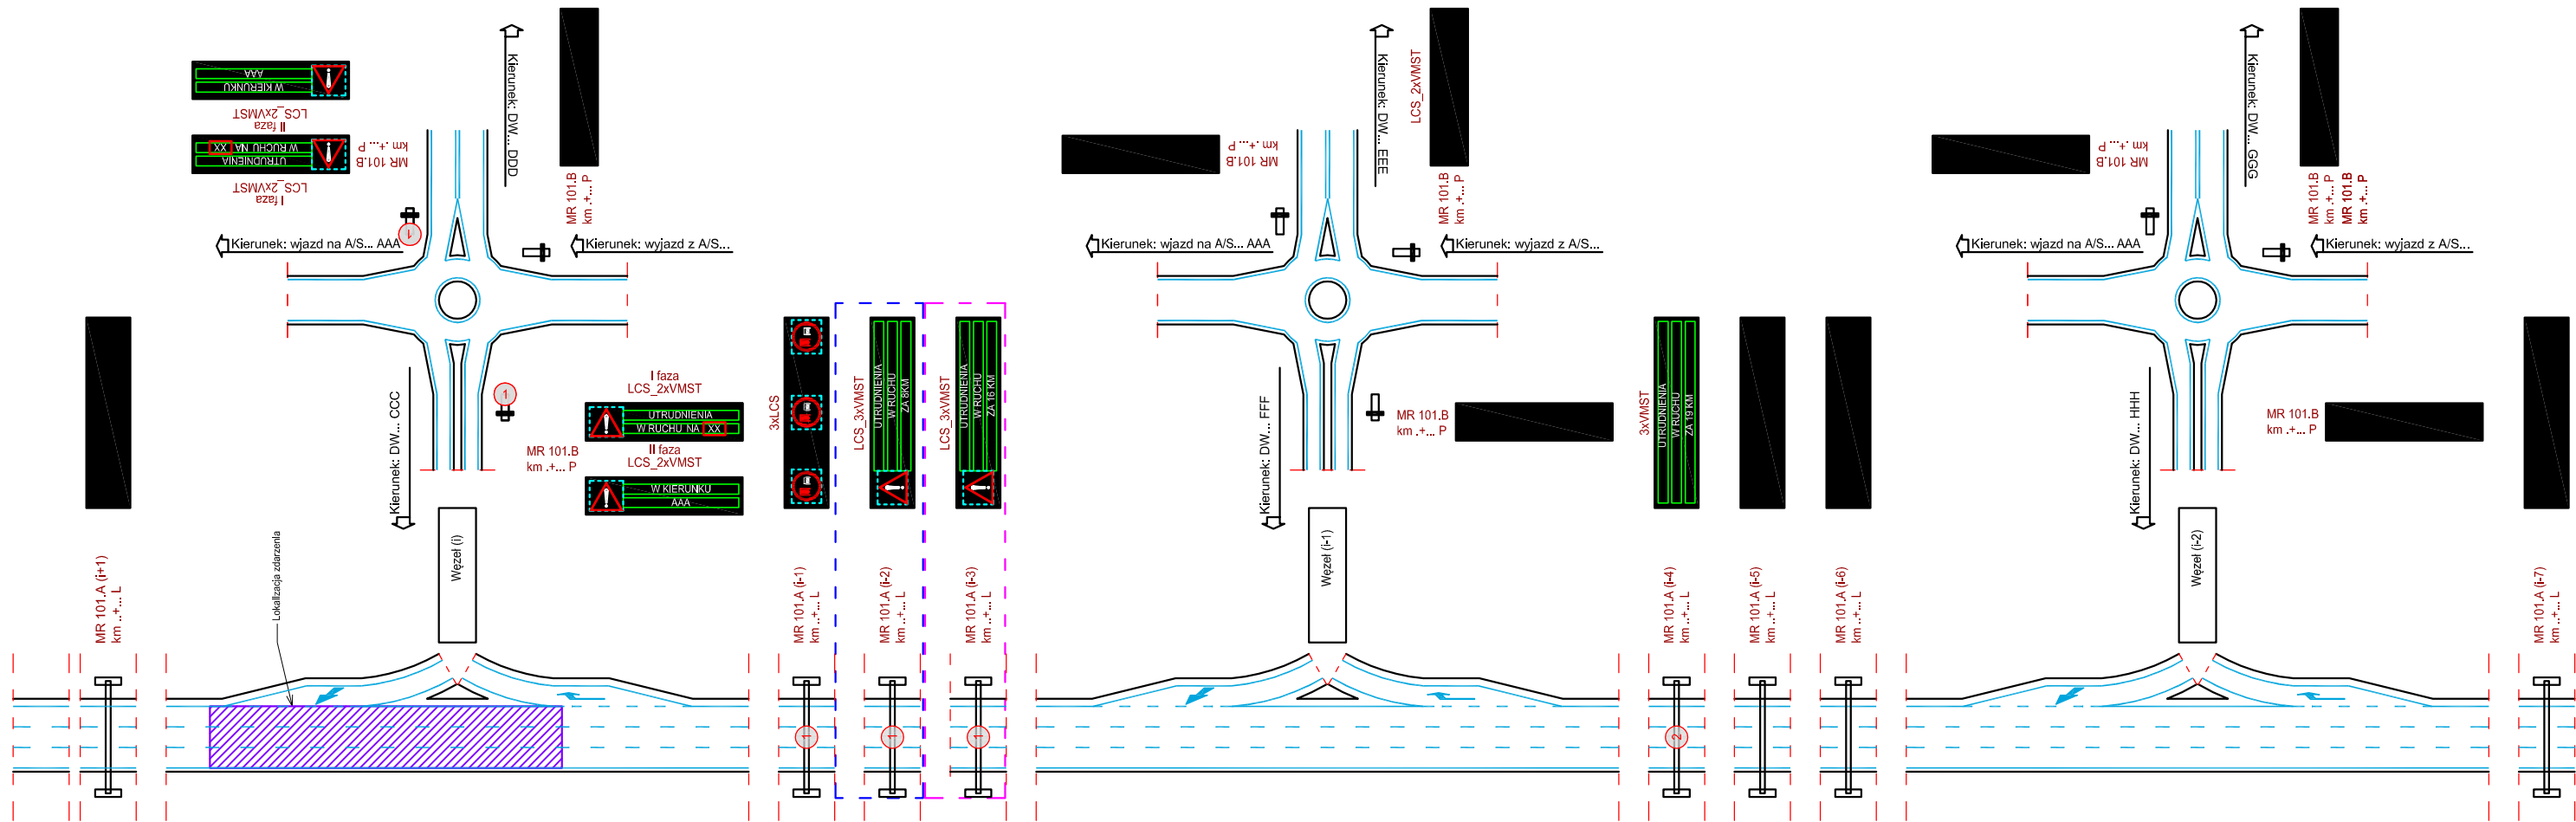 AAA
W KIERUNKU
LCS_2xVMST
II faza
W RUCHU NA XX
UTRUDNIENIA
LCS_2xVMST
I faza
MR 101.B
km .+... P
1
Kierunek: DW... DDD
MR 101.B
km .+... P
Kierunek: wjazd na A/S... AAA
Kierunek: wyjazd z A/S...
Kierunek: DW... CCC
1
I faza
LCS_2xVMST
UTRUDNIENIA
W RUCHU NA XX
II faza
LCS_2xVMST
W KIERUNKU
AAA
MR 101.B
km .+... P
Lokalizacja zdarzenia
Węzeł (i)
MR 101.A (i+1)
km ..+... L
3xLCS
MR 101.A (i-1)
km ..+... L
1
LCS_3xVMST
UTRUDNIENIA
W RUCHU
ZA 8KM
MR 101.A (i-2)
km ..+... L
1
LCS_3xVMST
UTRUDNIENIA
W RUCHU
ZA 16 KM
MR 101.A (i-3)
km ..+... L
1
MR 101.B
km .+... P
Kierunek: DW... EEE
LCS_2xVMST
MR 101.B
km .+... P
Kierunek: wjazd na A/S... AAA
Kierunek: wyjazd z A/S...
Kierunek: DW... FFF
MR 101.B
km .+... P
Węzeł (i-1)
3xVMST
UTRUDNIENIA
W RUCHU
ZA 19 KM
MR 101.A (i-4)
km ..+... L
2
MR 101.A (i-5)
km ..+... L
MR 101.A (i-6)
km ..+... L
MR 101.B
km .+... P
Kierunek: DW... GGG
MR 101.B
km .+... P
MR 101.B
km .+... P
Kierunek: wjazd na A/S... AAA
Kierunek: wyjazd z A/S...
Kierunek: DW... HHH
MR 101.B
km .+... P
Węzeł (i-2)
MR 101.A (i-7)
km ..+... L